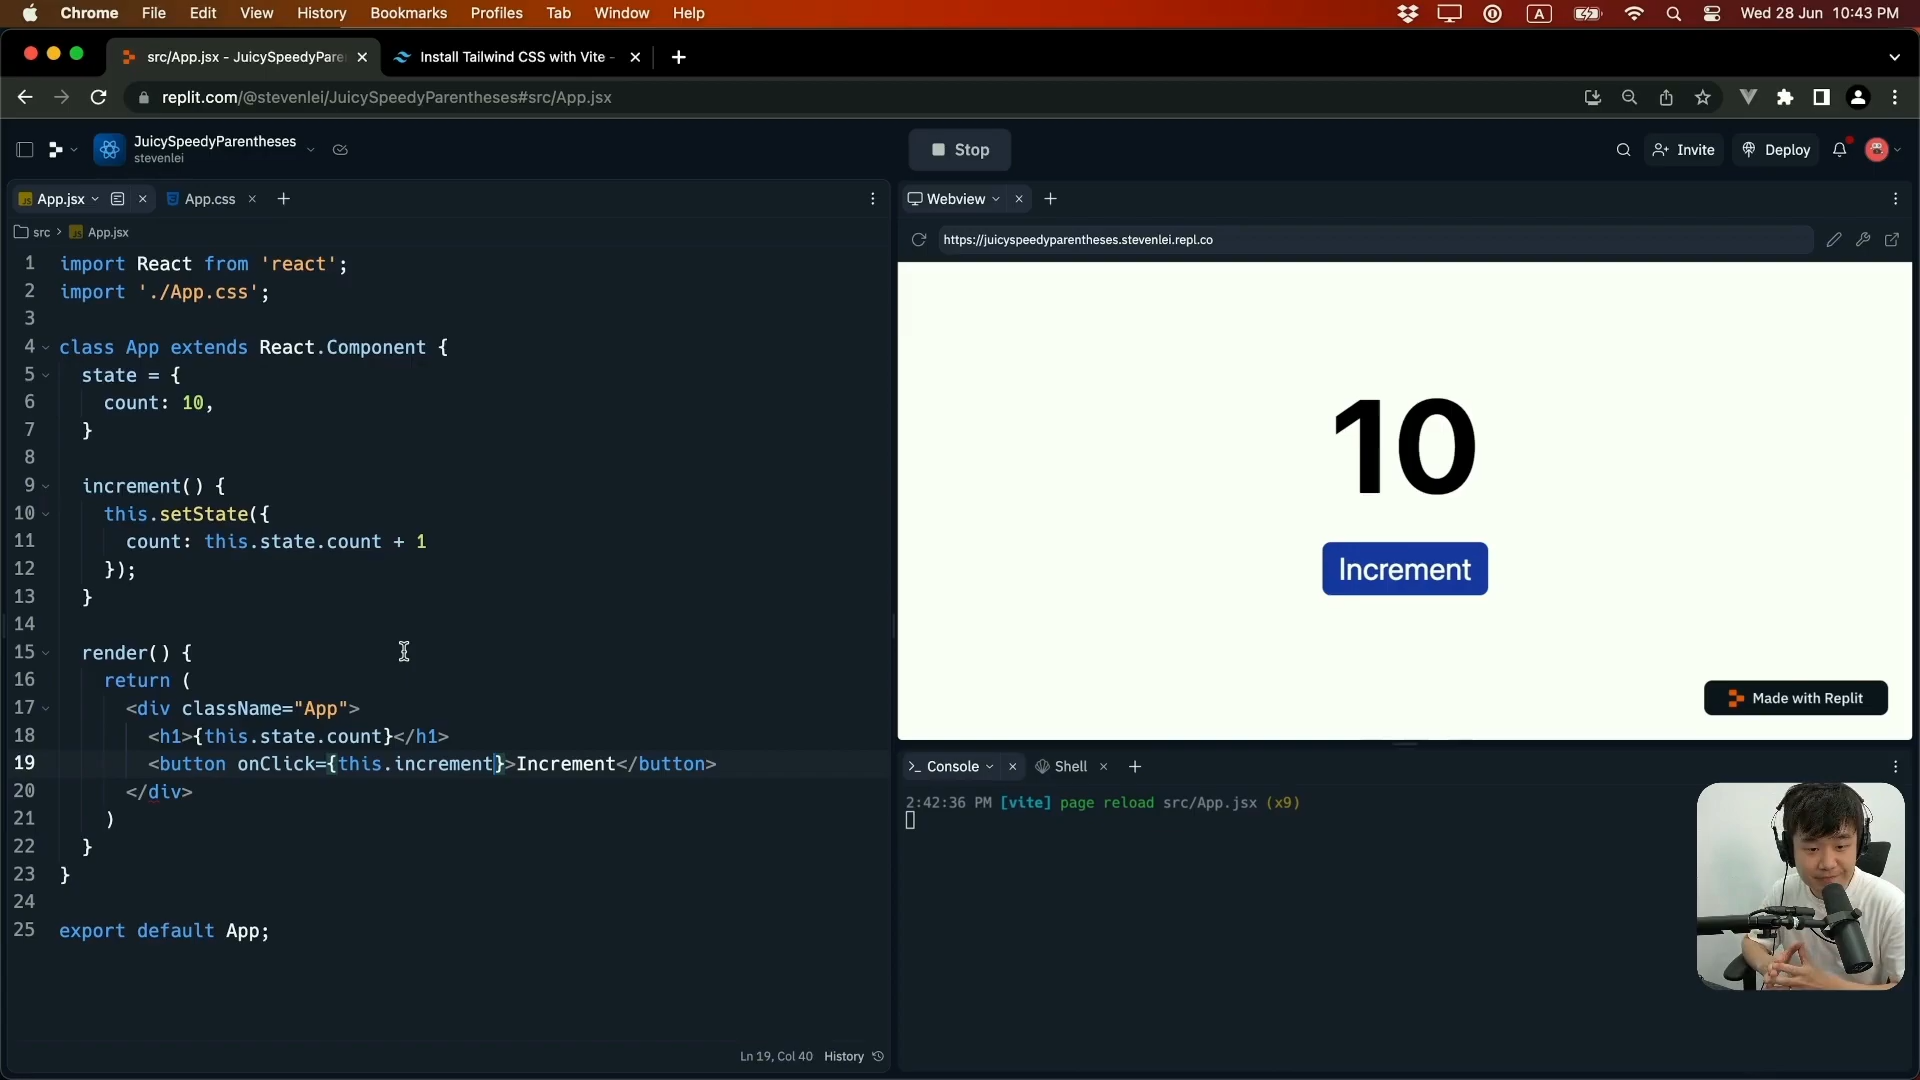 Chrome File Edit View History Bookmarks Profiles Tab Window Help A Wed 28 Jun 10:43 PM
src/App.jsx - JuicySpeedyPare Install Tailwind CSS with Vite -
replit.com/@stevenlei/JuicySpeedyParentheses#src/App.jsx
JuicySpeedyParentheses
stevenlei
Stop
Invite Deploy
JS App.jsx App.css
src > JS App.jsx
1 import React from 'react';
2 import './App.css';
3
4 class App extends React.Component {
5 state = {
6 count: 10,
7 }
8
9 increment() {
10 this.setState({
11 count: this.state.count + 1
12 });
13 }
14
15 render() {
16 return (
17 <div className="App">
18 <h1>{this.state.count}</h1>
19 <button onClick={this.increment}>Increment</button>
20 </div>
21 )
22 }
23 }
24
25 export default App;
Ln 19, Col 40 History
Webview
https://juicyspeedyparentheses.stevenlei.repl.co
10
Increment
Made with Replit
>_ Console Shell
2:42:36 PM [vite] page reload src/App.jsx (x9)